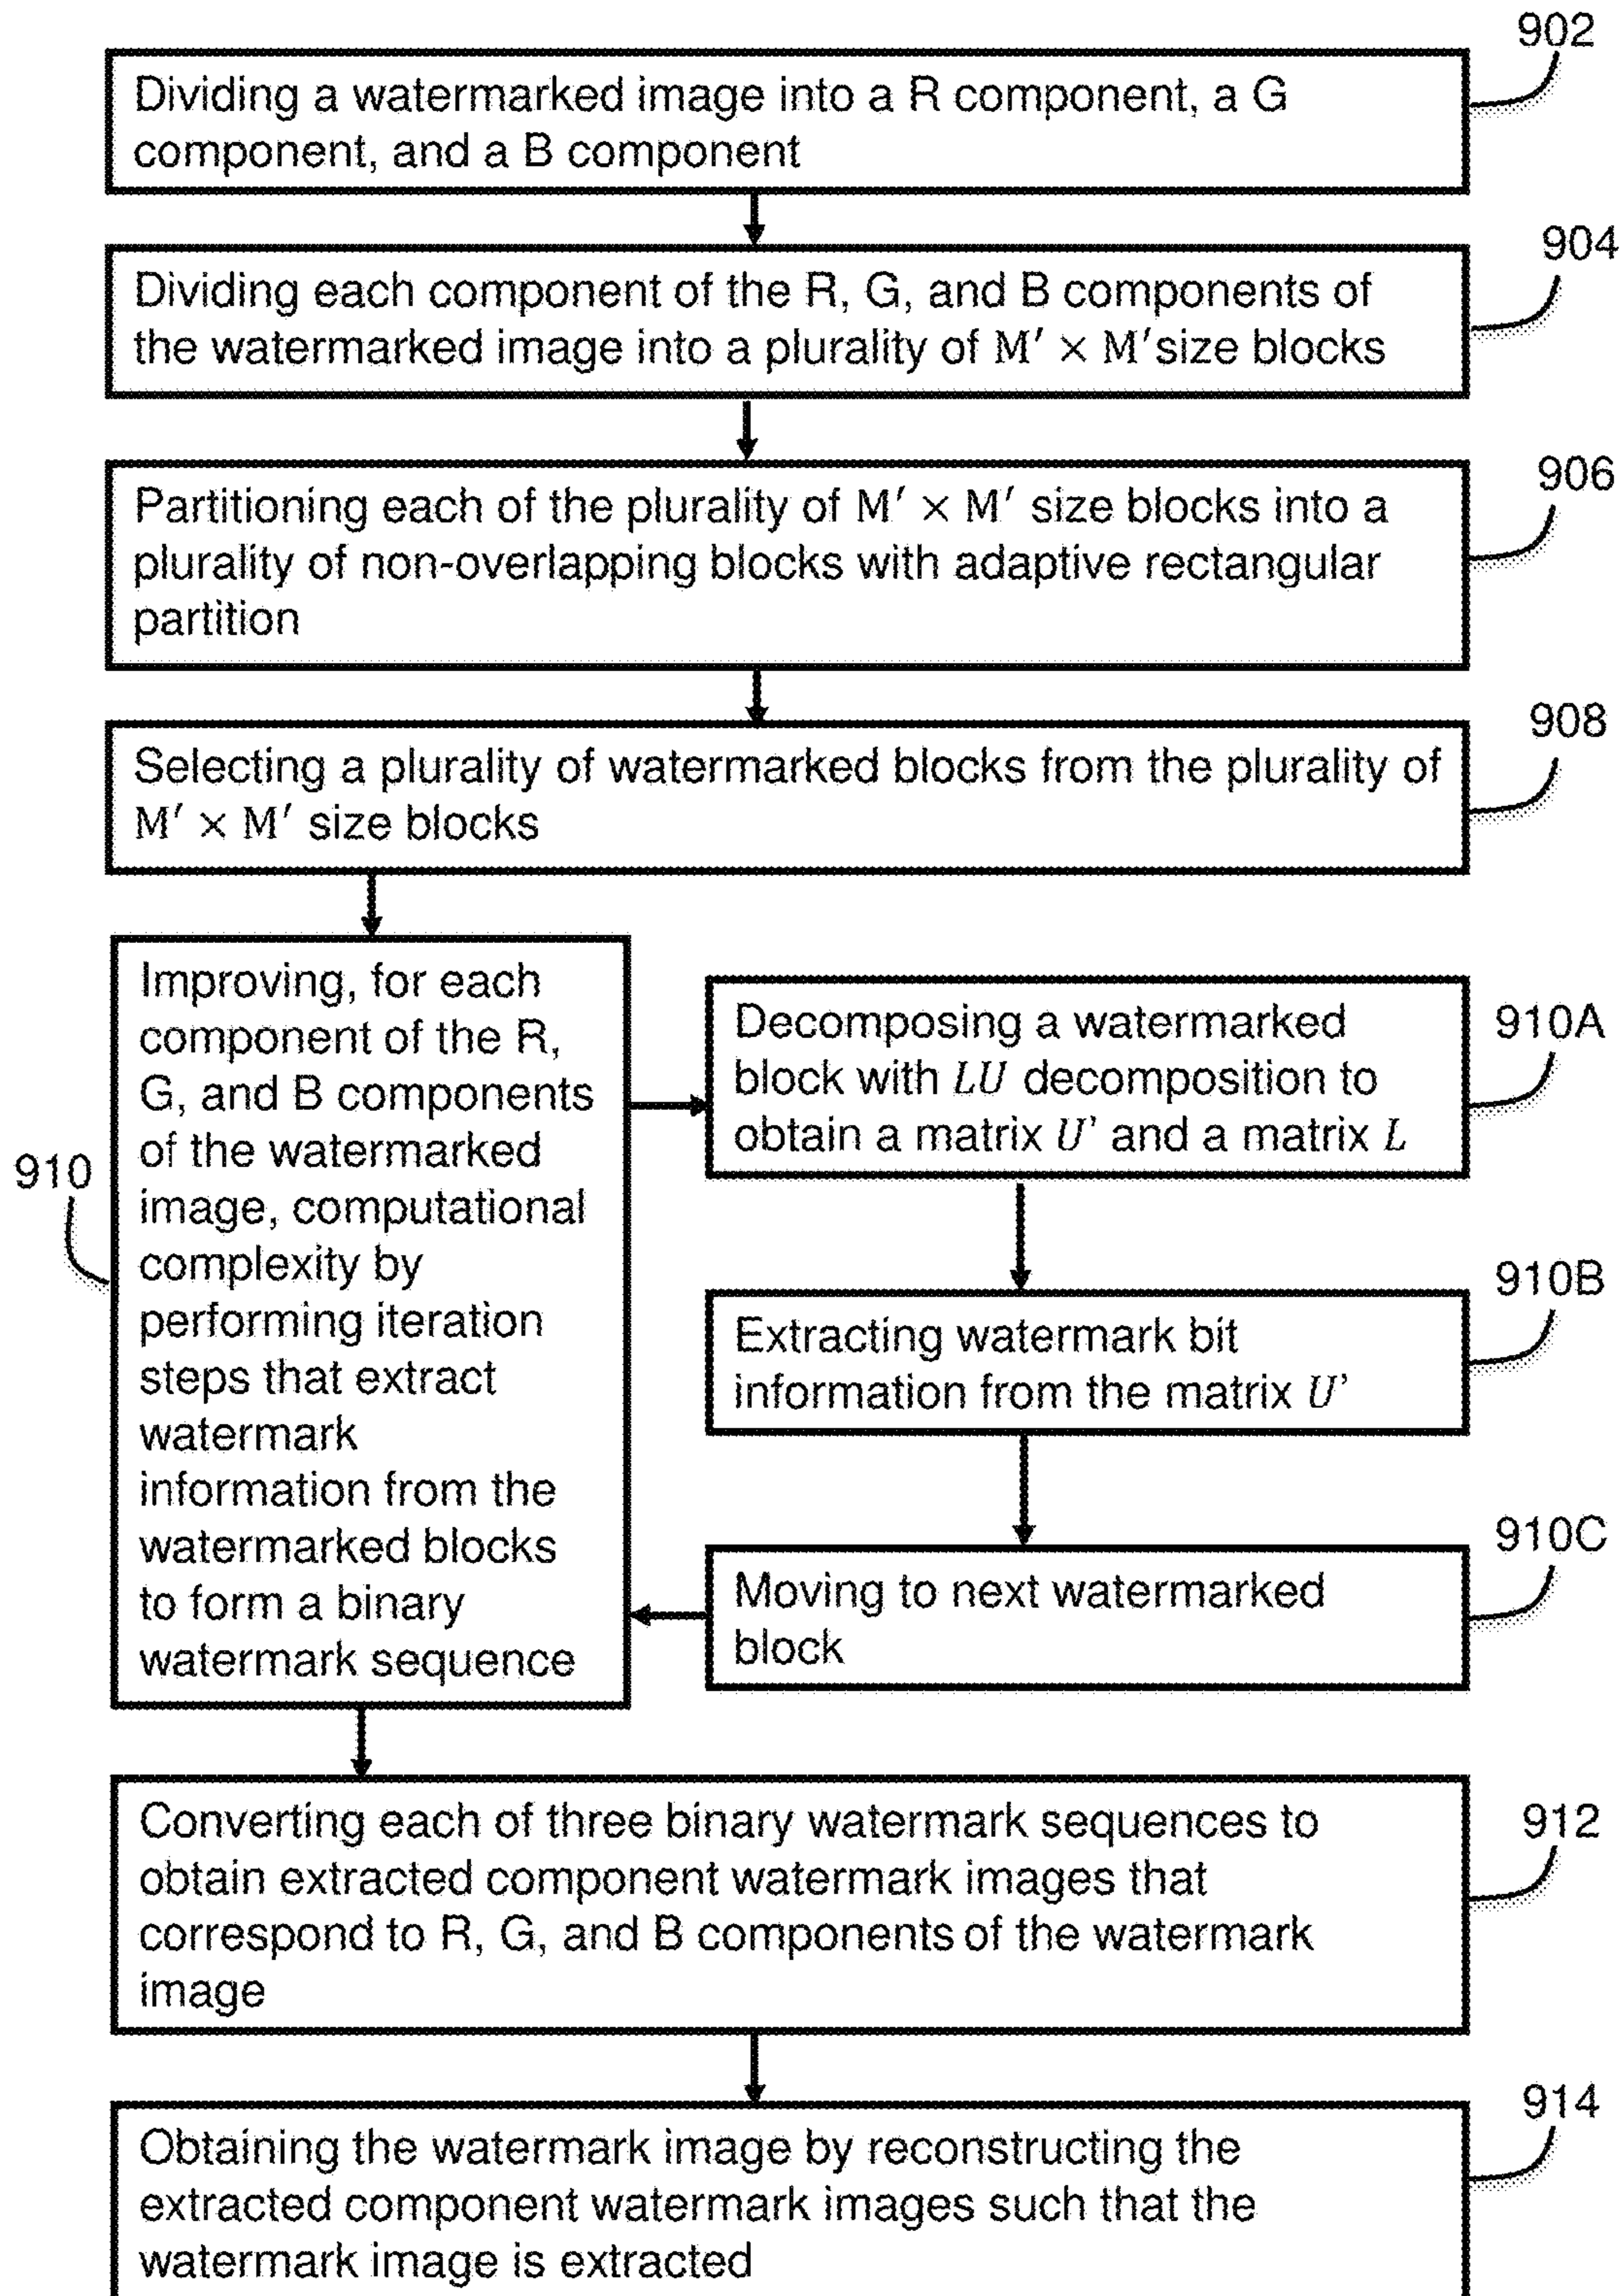 902
Dividing a watermarked image into a R component, a G
component, and a B component
904
Dividing each component of the R, G, and B components of
the watermarked image into a plurality of M′ × M′size blocks
906
Partitioning each of the plurality of M′ × M′ size blocks into a
plurality of non-overlapping blocks with adaptive rectangular
partition
908
Selecting a plurality of watermarked blocks from the plurality of
M′ × M′ size blocks
910
Improving, for each
component of the R,
G, and B components
of the watermarked
image, computational
complexity by
performing iteration
steps that extract
watermark
information from the
watermarked blocks
to form a binary
watermark sequence
910A
Decomposing a watermarked
block with LU decomposition to
obtain a matrix U' and a matrix L
910B
Extracting watermark bit
information from the matrix U'
910C
Moving to next watermarked
block
912
Converting each of three binary watermark sequences to
obtain extracted component watermark images that
correspond to R, G, and B components of the watermark
image
914
Obtaining the watermark image by reconstructing the
extracted component watermark images such that the
watermark image is extracted